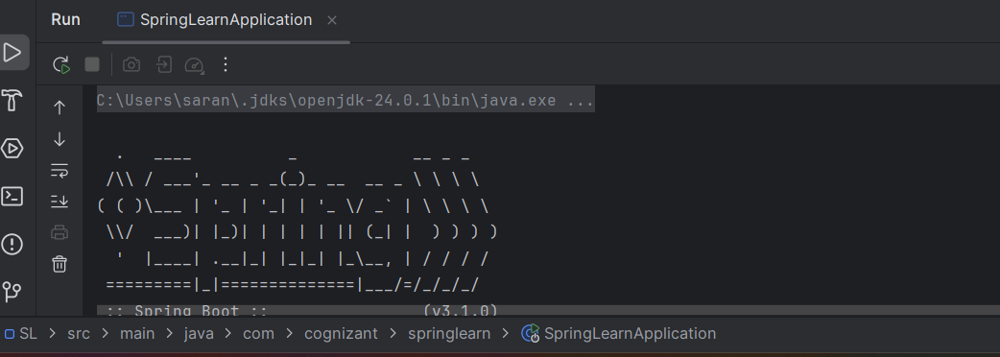 Run SpringLearnApplication
C:\Users\saran\.jdks\openjdk-24.0.1\bin\java.exe ...
  .   ____          _            __ _ _
 /\\ / ___'_ __ _ _(_)_ __  __ _ \ \ \ \
( ( )\___ | '_ | '_| | '_ \/ _` | \ \ \ \
 \\/  ___)| |_)| | | | | || (_| |  ) ) ) )
  '  |____| .__|_| |_|_| |_\__, | / / / /
 =========|_|==============|___/=/_/_/_/
 :: Spring Boot ::                (v3.1.0)
SL > src > main > java > com > cognizant > springlearn > SpringLearnApplication